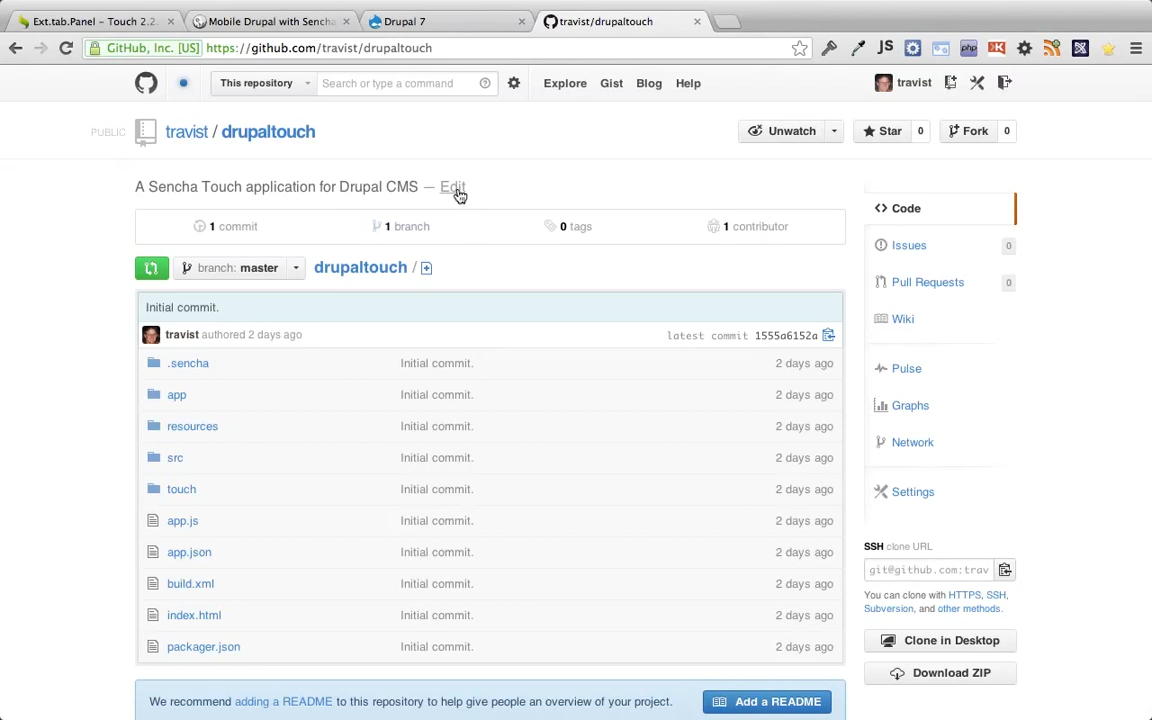 Ext.tab.Panel – Touch 2.2. Mobile Drupal with Sencha Drupal 7 travist/drupaltouch
GitHub, Inc. [US] https://github.com/travist/drupaltouch JS php
This repository Search or type a command Explore Gist Blog Help travist
PUBLIC travist / drupaltouch Unwatch Star 0 Fork 0
A Sencha Touch application for Drupal CMS — Edit
1 commit 1 branch 0 tags 1 contributor
branch: master drupaltouch /
Initial commit.
travist authored 2 days ago latest commit 1555a6152a
.sencha Initial commit. 2 days ago
app Initial commit. 2 days ago
resources Initial commit. 2 days ago
src Initial commit. 2 days ago
touch Initial commit. 2 days ago
app.js Initial commit. 2 days ago
app.json Initial commit. 2 days ago
build.xml Initial commit. 2 days ago
index.html Initial commit. 2 days ago
packager.json Initial commit. 2 days ago
We recommend adding a README to this repository to help give people an overview of your project. Add a README
Code
Issues 0
Pull Requests 0
Wiki
Pulse
Graphs
Network
Settings
SSH clone URL
git@github.com:trav
You can clone with HTTPS, SSH,
Subversion, and other methods.
Clone in Desktop
Download ZIP